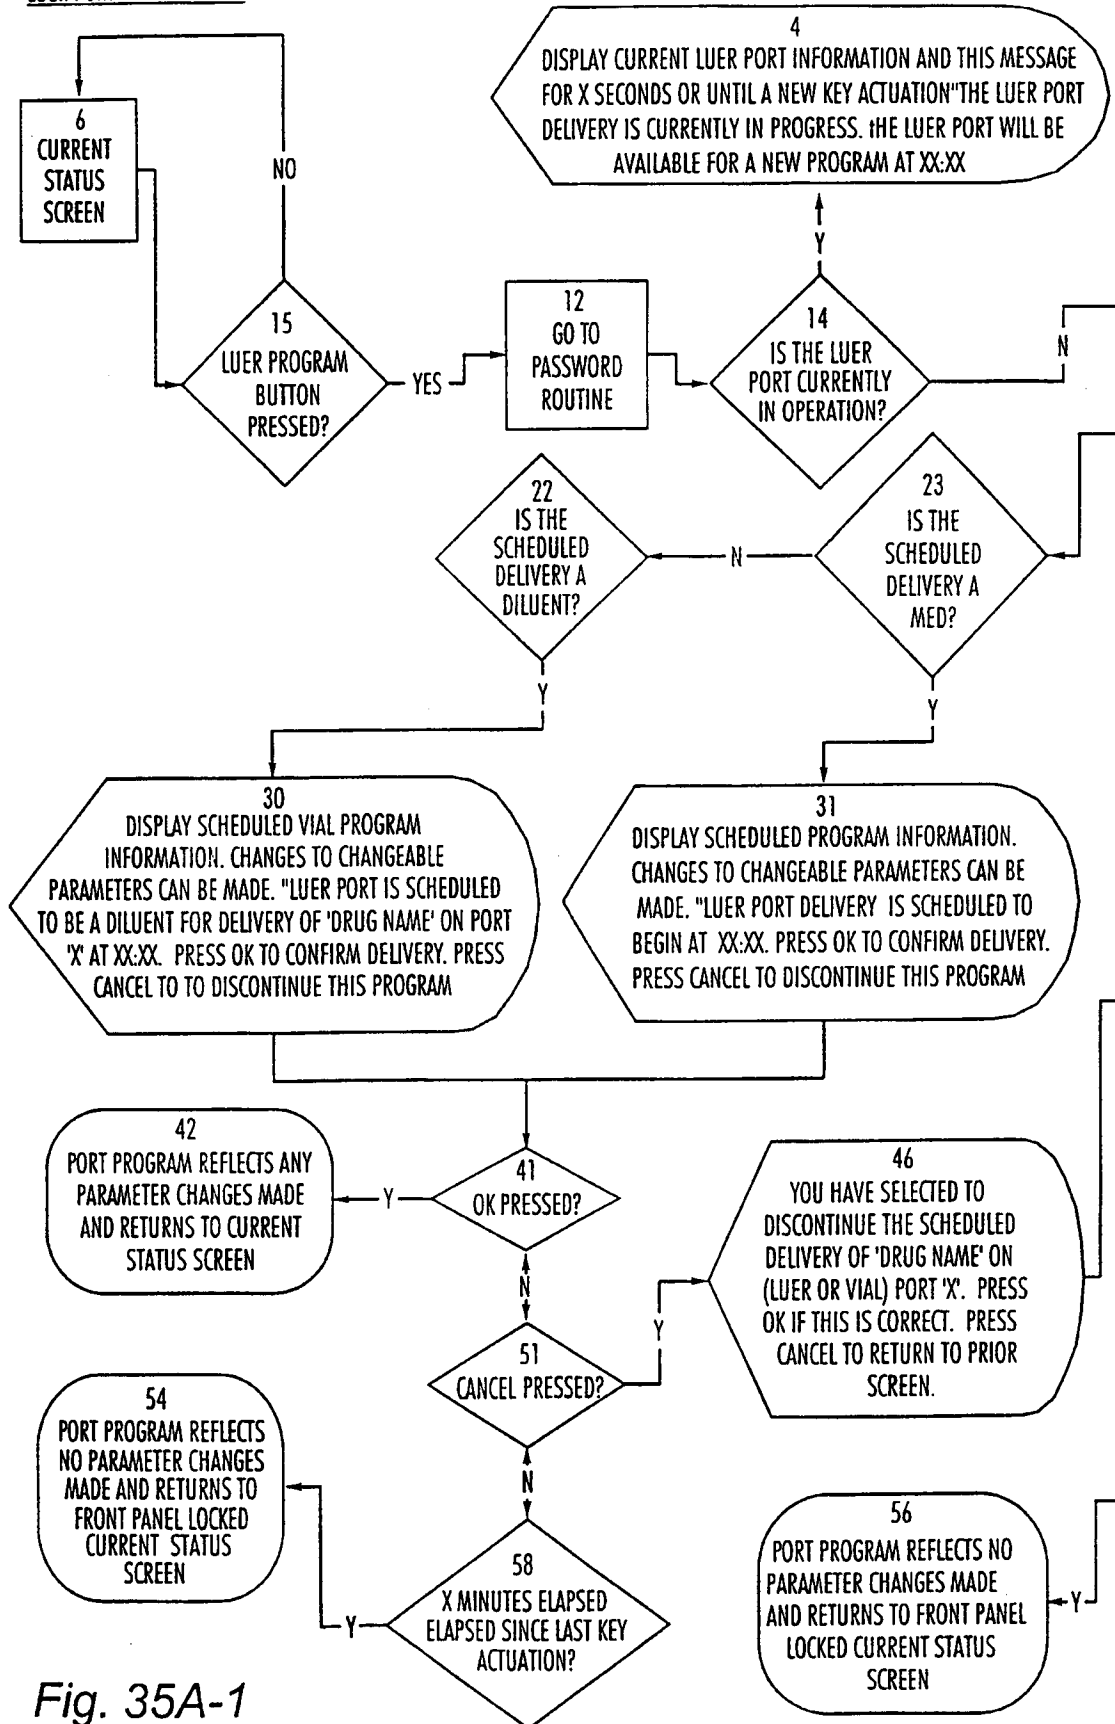 4
DISPLAY CURRENT LUER PORT INFORMATION AND THIS MESSAGE
FOR X SECONDS OR UNTIL A NEW KEY ACTUATION"THE LUER PORT
DELIVERY IS CURRENTLY IN PROGRESS. tHE LUER PORT WILL BE
AVAILABLE FOR A NEW PROGRAM AT XX:XX
6
CURRENT
STATUS
SCREEN
NO
Y
15
LUER PROGRAM
BUTTON
PRESSED?
YES
12
GO TO
PASSWORD
ROUTINE
14
IS THE LUER
PORT CURRENTLY
IN OPERATION?
N
22
IS THE
SCHEDULED
DELIVERY A
DILUENT?
N
23
IS THE
SCHEDULED
DELIVERY A
MED?
Y
Y
30
DISPLAY SCHEDULED VIAL PROGRAM
INFORMATION. CHANGES TO CHANGEABLE
PARAMETERS CAN BE MADE. "LUER PORT IS SCHEDULED
TO BE A DILUENT FOR DELIVERY OF 'DRUG NAME' ON PORT
'X' AT XX:XX. PRESS OK TO CONFIRM DELIVERY. PRESS
CANCEL TO TO DISCONTINUE THIS PROGRAM
31
DISPLAY SCHEDULED PROGRAM INFORMATION.
CHANGES TO CHANGEABLE PARAMETERS CAN BE
MADE. "LUER PORT DELIVERY IS SCHEDULED TO
BEGIN AT XX:XX. PRESS OK TO CONFIRM DELIVERY.
PRESS CANCEL TO DISCONTINUE THIS PROGRAM
42
PORT PROGRAM REFLECTS ANY
PARAMETER CHANGES MADE
AND RETURNS TO CURRENT
STATUS SCREEN
Y
41
OK PRESSED?
N
46
YOU HAVE SELECTED TO
DISCONTINUE THE SCHEDULED
DELIVERY OF 'DRUG NAME' ON
(LUER OR VIAL) PORT 'X'. PRESS
OK IF THIS IS CORRECT. PRESS
CANCEL TO RETURN TO PRIOR
SCREEN.
51
CANCEL PRESSED?
Y
N
54
PORT PROGRAM REFLECTS
NO PARAMETER CHANGES
MADE AND RETURNS TO
FRONT PANEL LOCKED
CURRENT STATUS
SCREEN
58
X MINUTES ELAPSED
ELAPSED SINCE LAST KEY
ACTUATION?
Y
56
PORT PROGRAM REFLECTS NO
PARAMETER CHANGES MADE
AND RETURNS TO FRONT PANEL
LOCKED CURRENT STATUS
SCREEN
Y
Fig. 35A-1